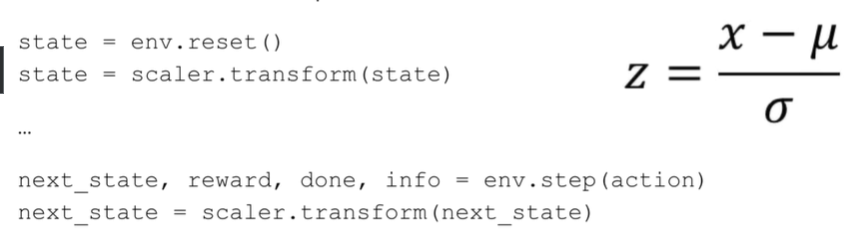 state = env.reset()
state = scaler.transform(state)
z = (x − μ) / σ
…
next_state, reward, done, info = env.step(action)
next_state = scaler.transform(next_state)